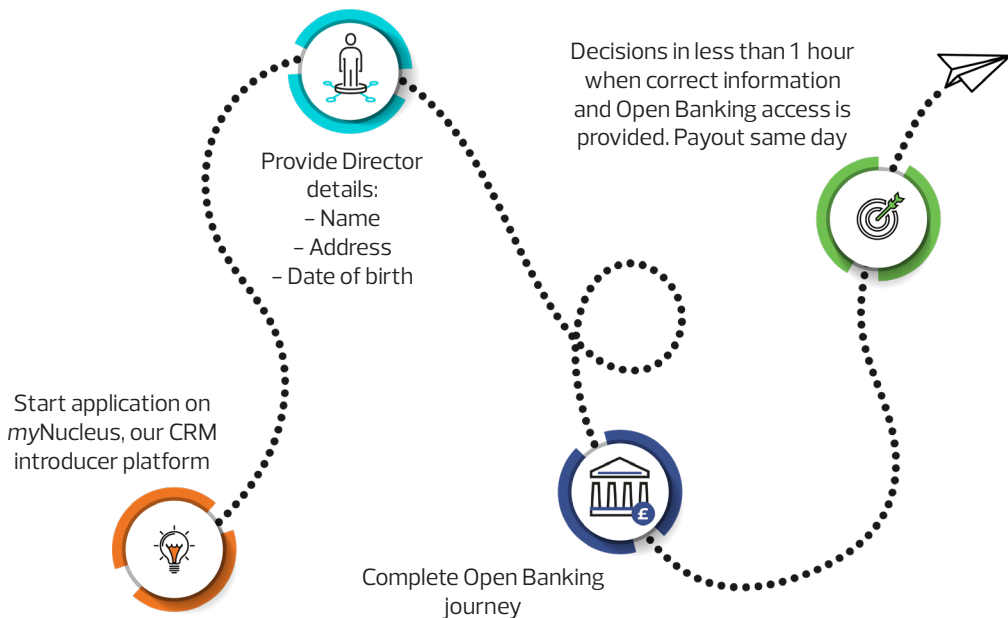 Start application on
myNucleus, our CRM
introducer platform
Provide Director
details:
– Name
– Address
– Date of birth
Complete Open Banking
journey
£
Decisions in less than 1 hour
when correct information
and Open Banking access is
provided. Payout same day